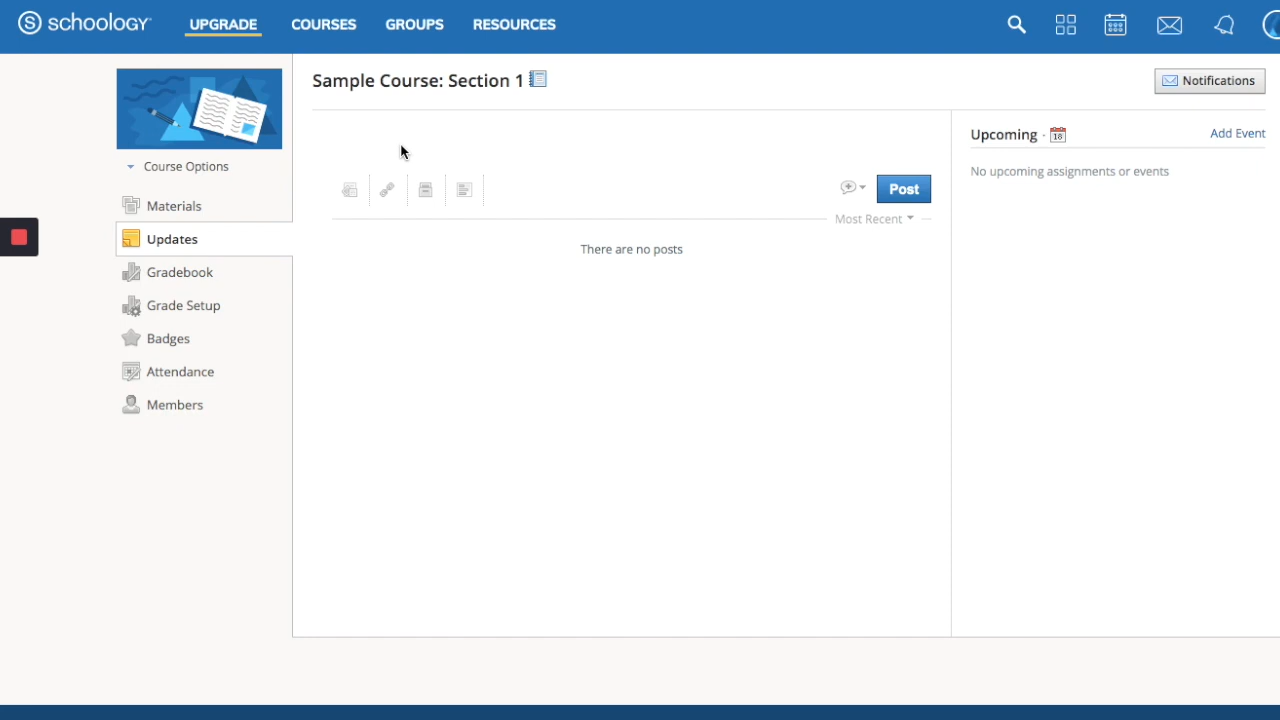 schoology
UPGRADE
COURSES
GROUPS
RESOURCES
Sample Course: Section 1
Notifications
Course Options
Materials
Updates
Gradebook
Grade Setup
Badges
Attendance
Members
Post
Most Recent
There are no posts
Upcoming · 18
Add Event
No upcoming assignments or events